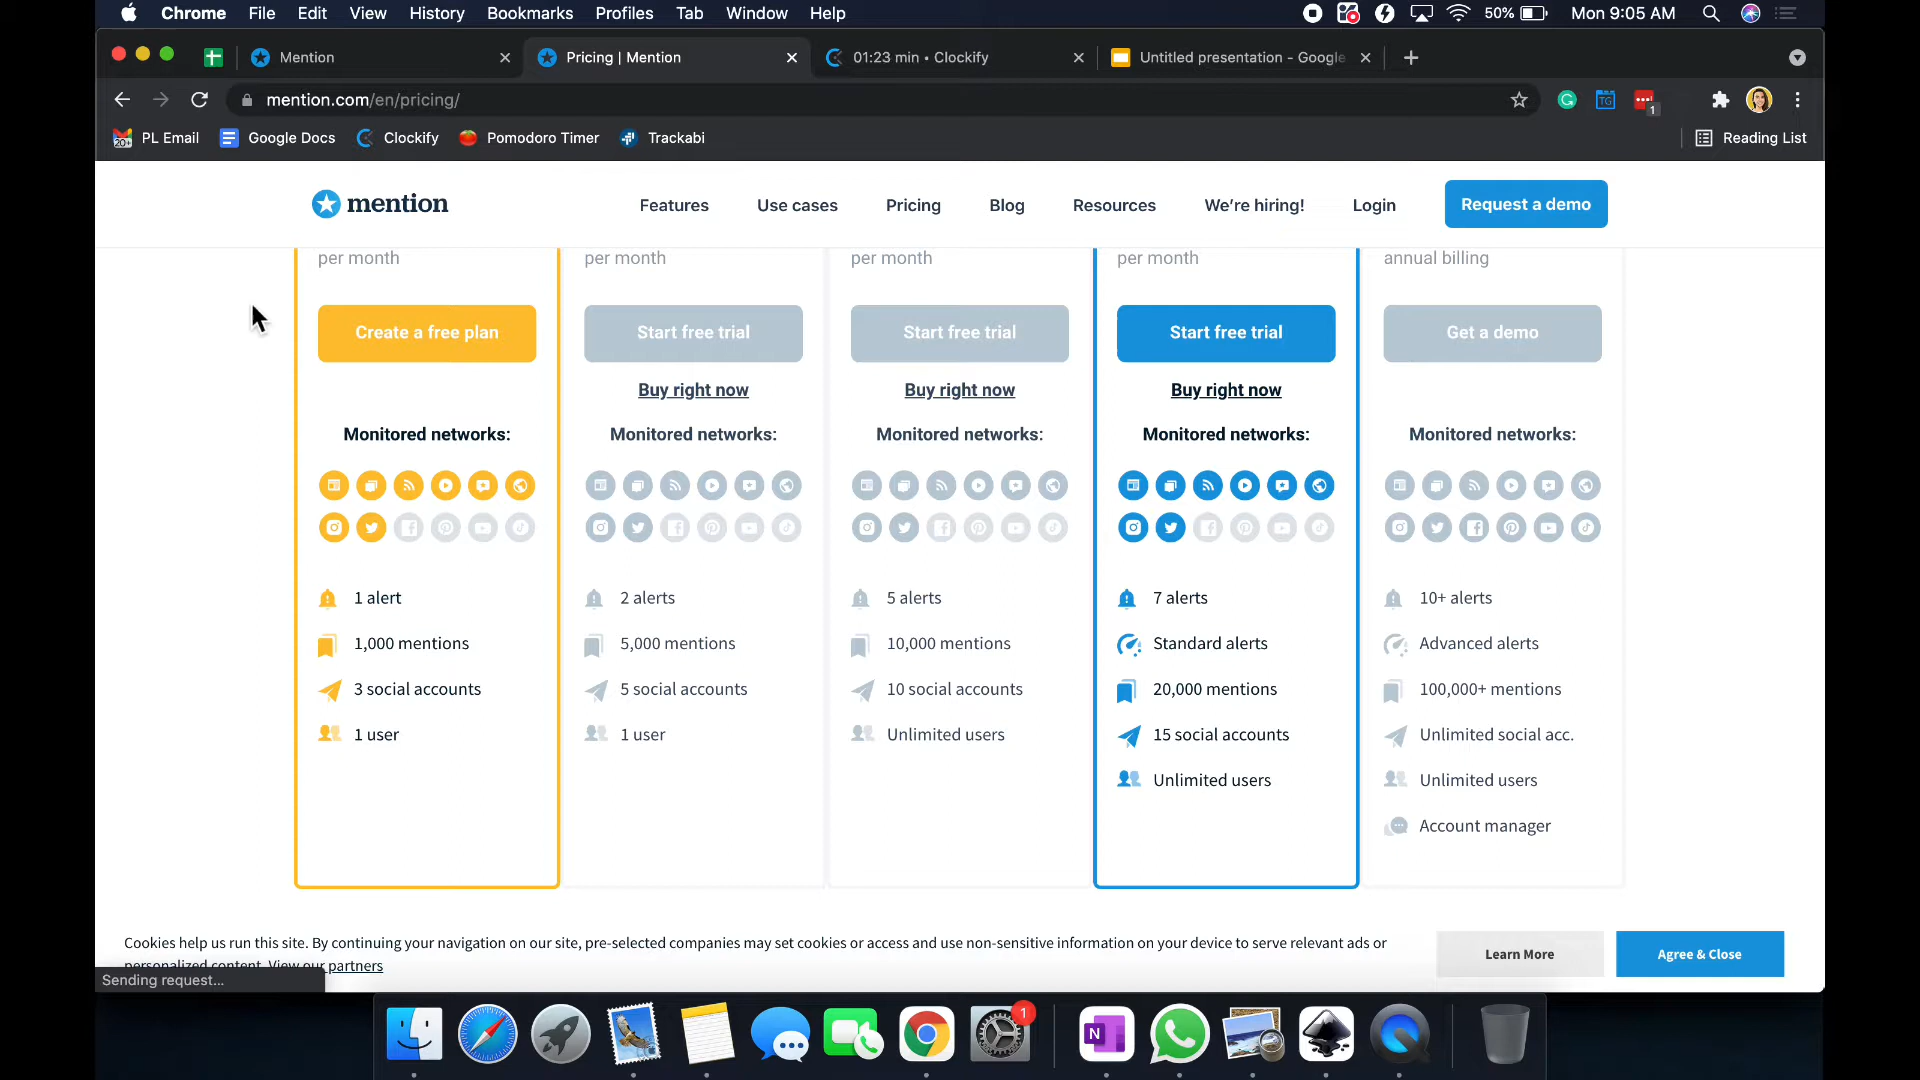 Chrome File Edit View History Bookmarks Profiles Tab Window Help 50% Mon 9:05 AM
Mention Pricing | Mention 01:23 min • Clockify Untitled presentation - Google
mention.com/en/pricing/ TG 1
20+ PL Email Google Docs Clockify Pomodoro Timer Trackabi Reading List
mention Features Use cases Pricing Blog Resources We're hiring! Login Request a demo
per month per month per month per month annual billing
Create a free plan Start free trial Start free trial Start free trial Get a demo
Buy right now Buy right now Buy right now
Monitored networks: Monitored networks: Monitored networks: Monitored networks: Monitored networks:
1 alert 2 alerts 5 alerts 7 alerts 10+ alerts
1,000 mentions 5,000 mentions 10,000 mentions Standard alerts Advanced alerts
3 social accounts 5 social accounts 10 social accounts 20,000 mentions 100,000+ mentions
1 user 1 user Unlimited users 15 social accounts Unlimited social acc.
Unlimited users Unlimited users
Account manager
Cookies help us run this site. By continuing your navigation on our site, pre-selected companies may set cookies or access and use non-sensitive information on your device to serve relevant ads or
personalized content. View our partners
Learn More Agree & Close
Sending request...
1
N